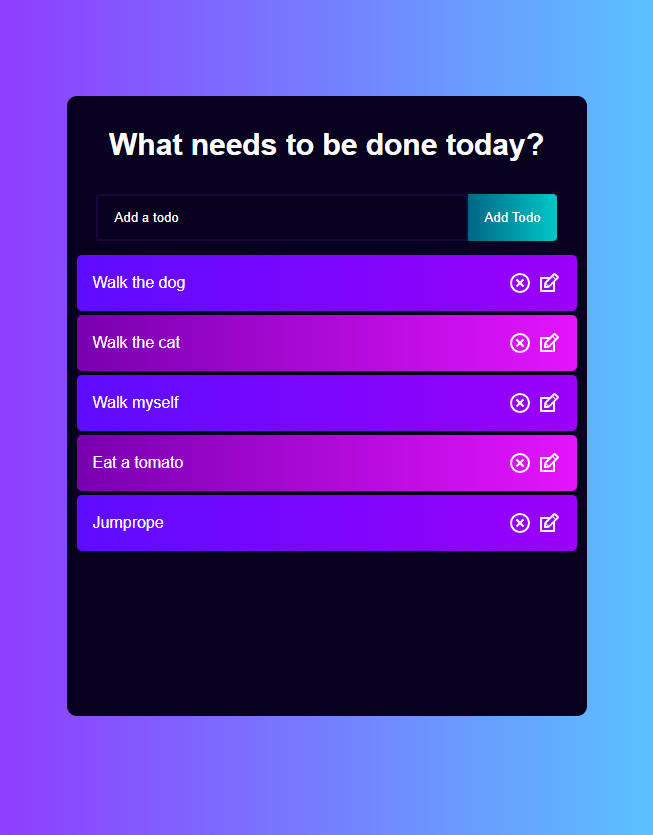 What needs to be done today?
Add a todo Add Todo
Walk the dog
Walk the cat
Walk myself
Eat a tomato
Jumprope